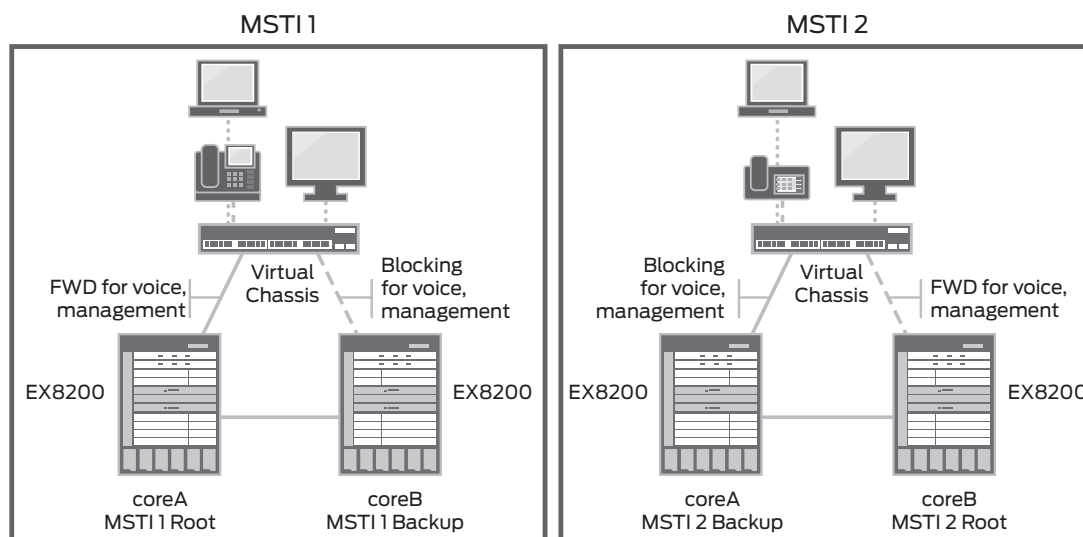 MSTI 1
FWD for voice,
management
Virtual
Chassis
Blocking
for voice,
management
EX8200
EX8200
coreA
MSTI 1 Root
coreB
MSTI 1 Backup
MSTI 2
Blocking
for voice,
management
Virtual
Chassis
FWD for voice,
management
EX8200
EX8200
coreA
MSTI 2 Backup
coreB
MSTI 2 Root